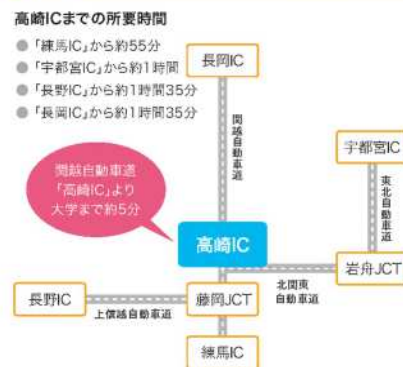 高崎ICまでの所要時間
●「練馬IC」から約55分
●「宇都宮IC」から約1時間
●「長野IC」から約1時間35分
●「長岡IC」から約1時間35分
長岡IC
関越自動車道
宇都宮IC
東北自動車道
関越自動車道
「高崎IC」より
大学まで約5分
高崎IC
岩舟JCT
北関東
自動車道
長野IC
藤岡JCT
上信越自動車道
練馬IC